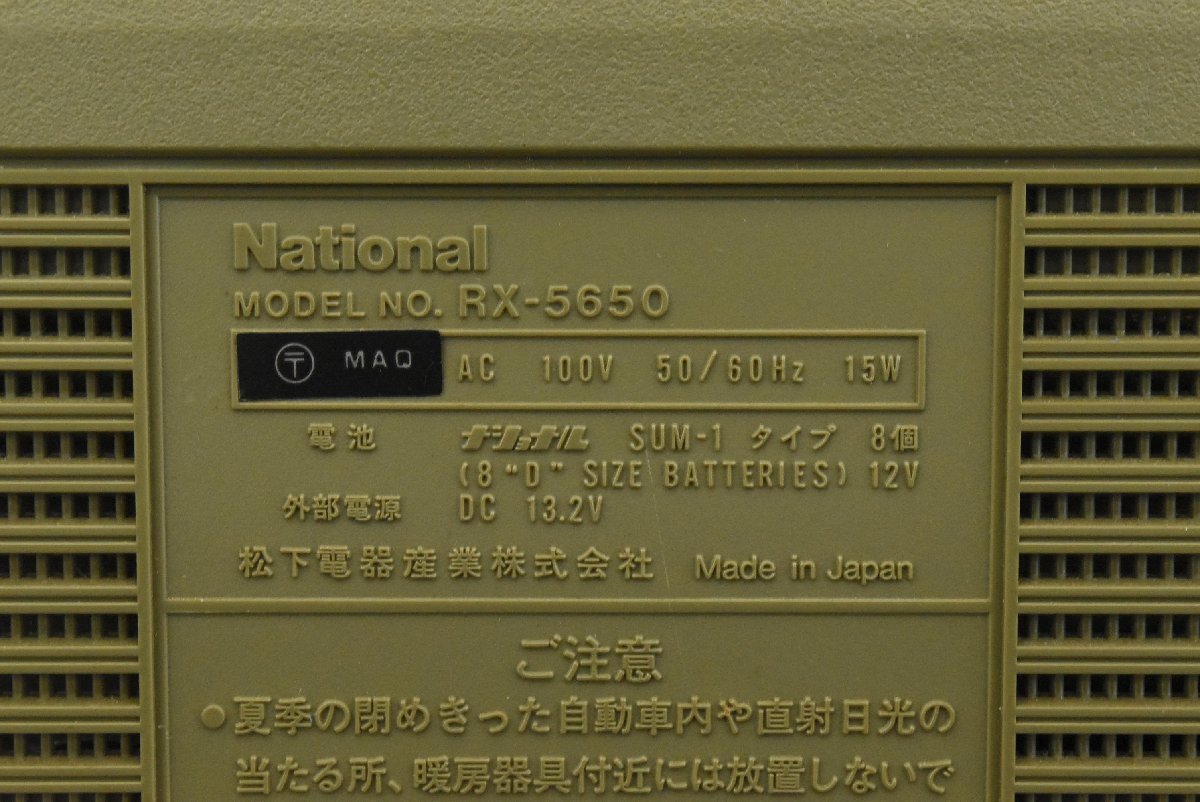 National
MODEL NO. RX-5650
〒 MAQ AC 100V 50/60Hz 15W
電池 ナショナル SUM-1 タイプ 8個
(8 “D” SIZE BATTERIES) 12V
外部電源 DC 13.2V
松下電器産業株式会社 Made in Japan
ご注意
●夏季の閉めきった自動車内や直射日光の
当たる所、暖房器具付近には放置しないで